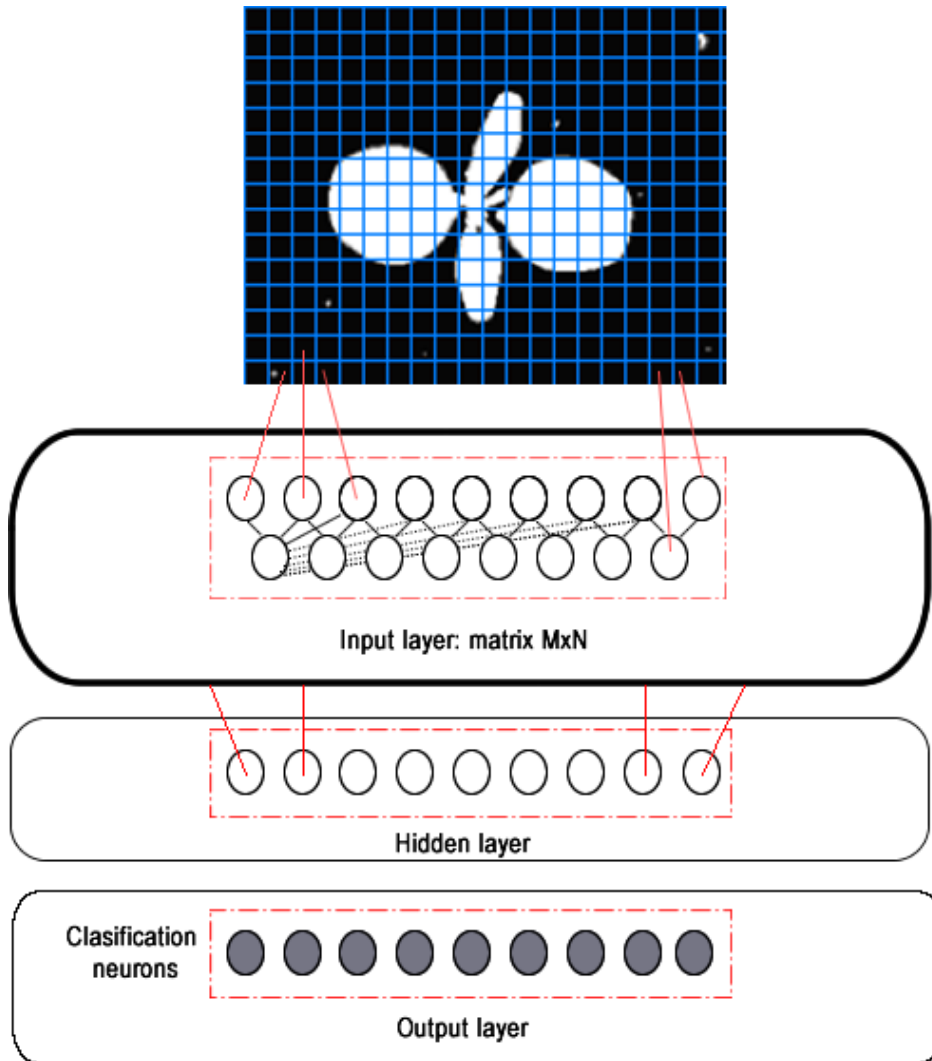 Input layer: matrix MxN
Hidden layer
Clasification
neurons
Output layer